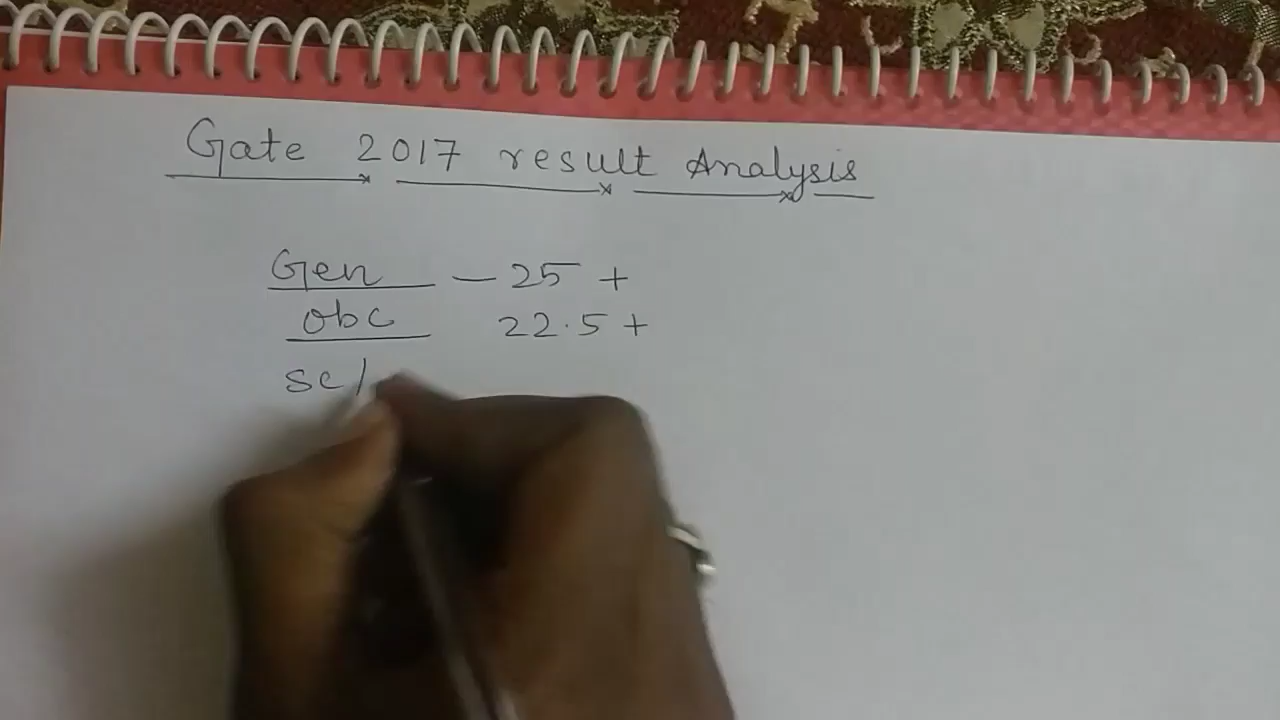 Gate 2017 result Analysis
Gen — 25 +
obc 22.5 +
sc/